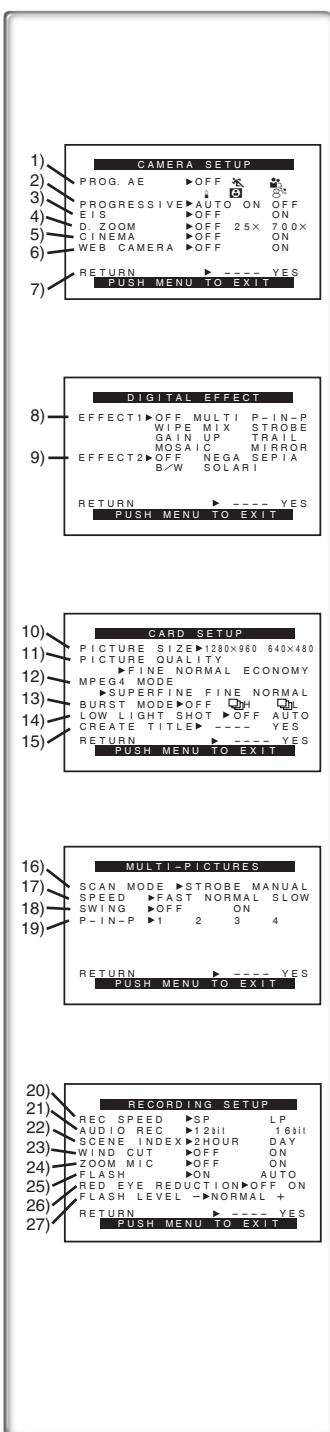 CAMERA SETUP
1) PROG. AE ▶OFF
2) PROGRESSIVE▶AUTO ON OFF
3) EIS ▶OFF ON
4) D. ZOOM ▶OFF 25× 700×
5) CINEMA ▶OFF ON
6) WEB CAMERA ▶OFF ON
7) RETURN ▶ ---- YES
PUSH MENU TO EXIT
DIGITAL EFFECT
8) EFFECT1▶OFF MULTI P-IN-P
WIPE MIX STROBE
GAIN UP TRAIL
MOSAIC MIRROR
9) EFFECT2▶OFF NEGA SEPIA
B/W SOLARI
RETURN ▶ ---- YES
PUSH MENU TO EXIT
CARD SETUP
10) PICTURE SIZE▶1280×960 640×480
11) PICTURE QUALITY
▶FINE NORMAL ECONOMY
12) MPEG4 MODE
▶SUPERFINE FINE NORMAL
13) BURST MODE▶OFF H L
14) LOW LIGHT SHOT ▶OFF AUTO
15) CREATE TITLE▶ ---- YES
RETURN ▶ ---- YES
PUSH MENU TO EXIT
MULTI-PICTURES
16) SCAN MODE ▶STROBE MANUAL
17) SPEED ▶FAST NORMAL SLOW
18) SWING ▶OFF ON
19) P-IN-P ▶1 2 3 4
RETURN ▶ ---- YES
PUSH MENU TO EXIT
RECORDING SETUP
20) REC SPEED ▶SP LP
21) AUDIO REC ▶12bit 16bit
22) SCENE INDEX▶2HOUR DAY
23) WIND CUT ▶OFF ON
24) ZOOM MIC ▶OFF ON
25) FLASH ▶ON AUTO
26) RED EYE REDUCTION▶OFF ON
27) FLASH LEVEL -▶NORMAL +
RETURN ▶ ---- YES
PUSH MENU TO EXIT